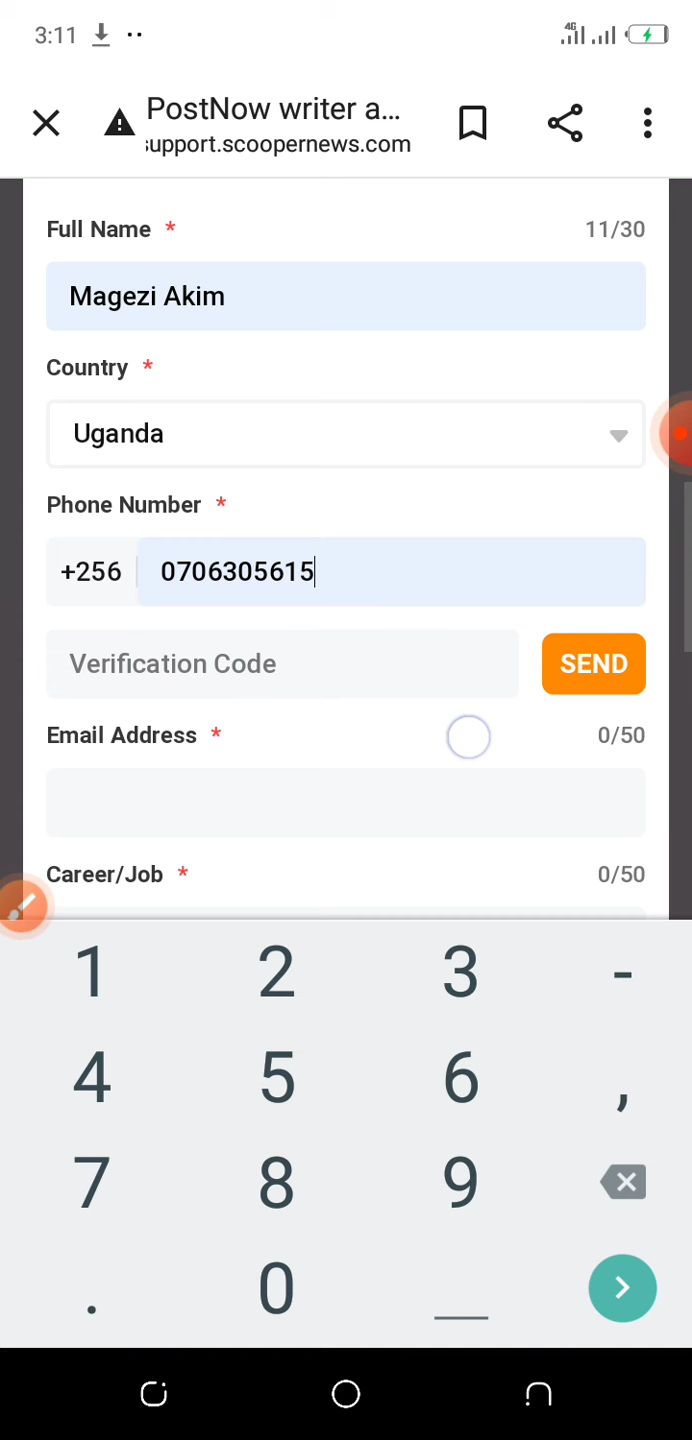 3:11
4G
PostNow writer a...
support.scoopernews.com
Full Name * 11/30
Magezi Akim
Country *
Uganda
Phone Number *
+256 0706305615
Verification Code SEND
Email Address * 0/50
Career/Job * 0/50
1 2 3 -
4 5 6 ,
7 8 9
. 0 _